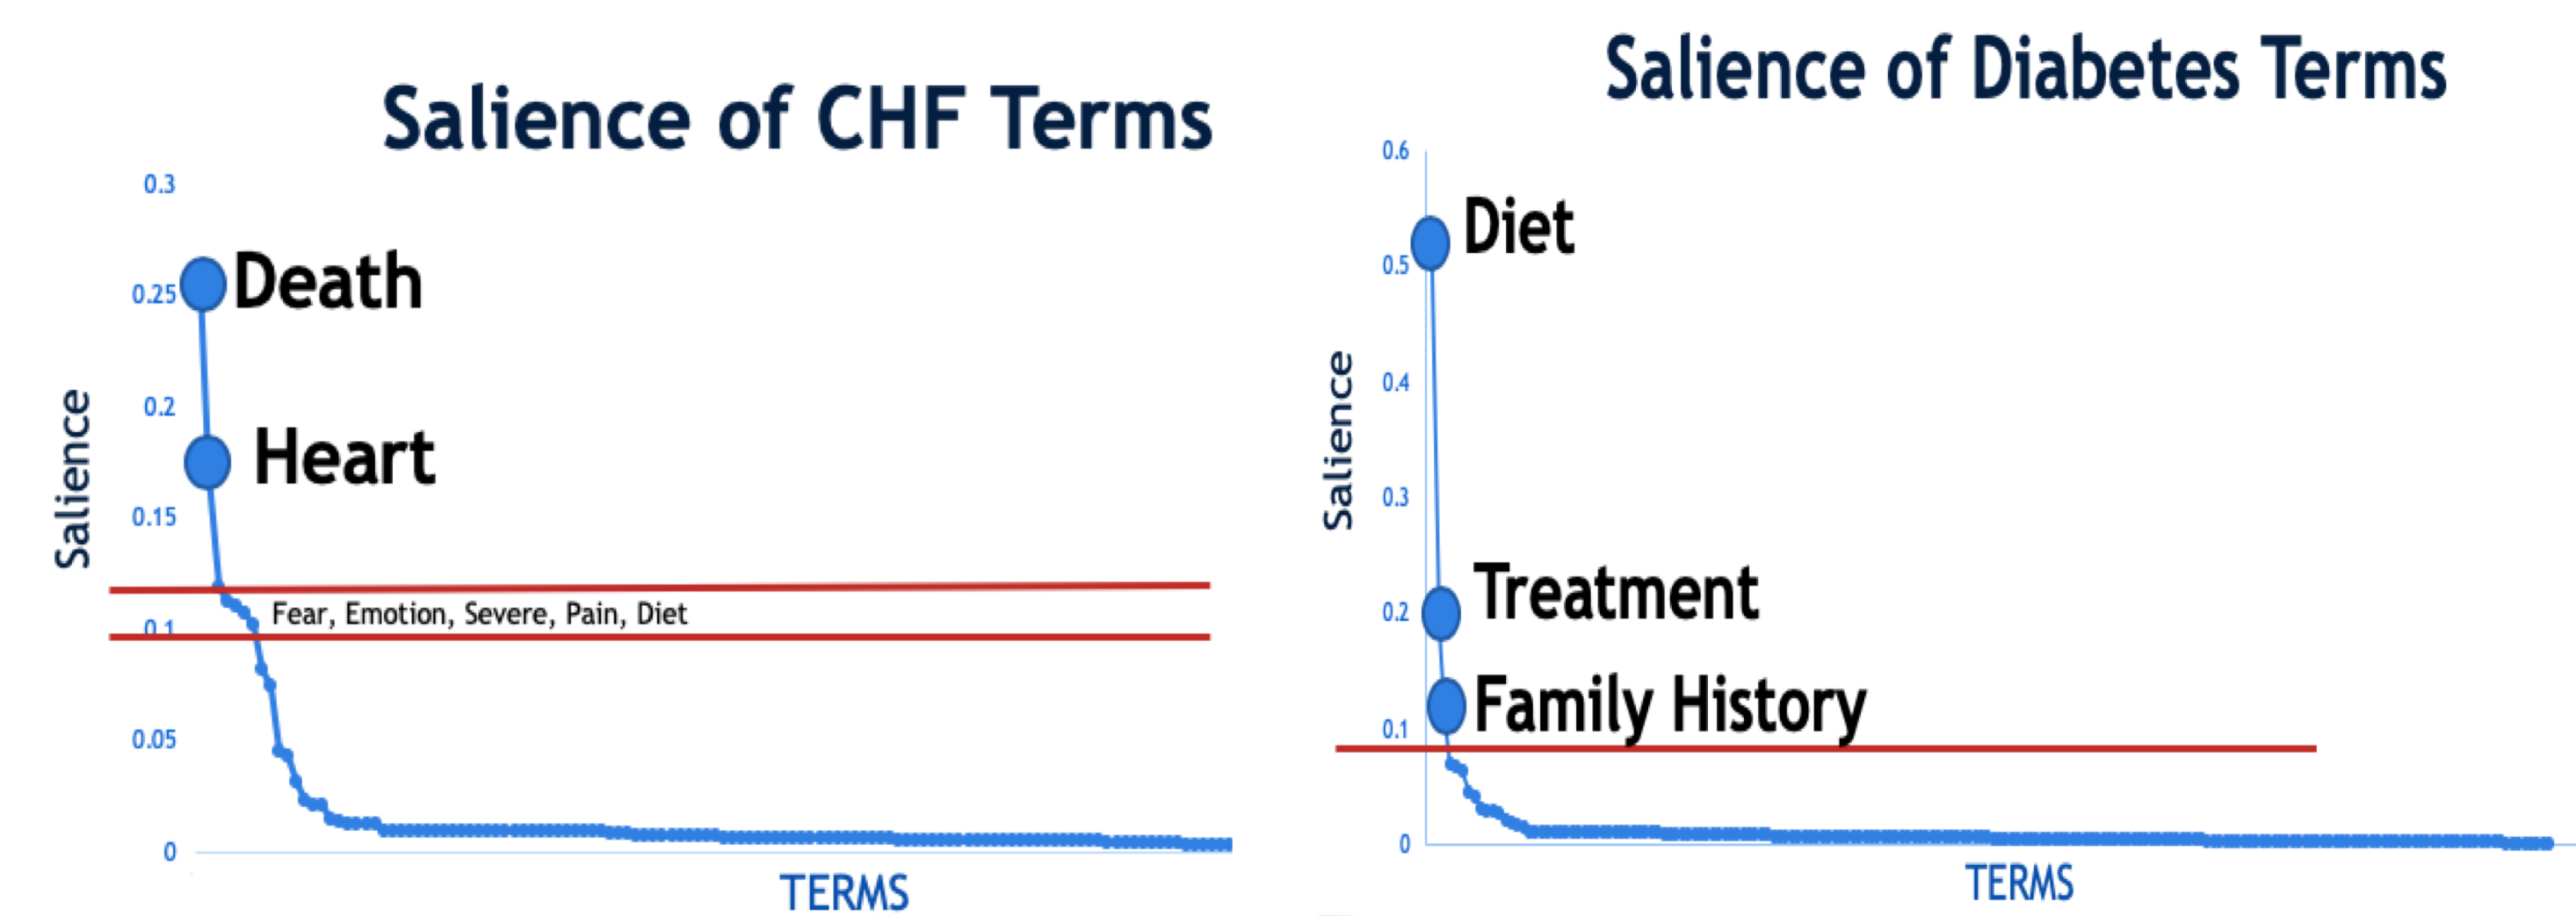 Salience of CHF Terms
0.3
0.25
0.2
0.15
0.1
0.05
0
Salience
Death
Heart
Fear, Emotion, Severe, Pain, Diet
TERMS
Salience of Diabetes Terms
0.6
0.5
0.4
0.3
0.2
0.1
0
Salience
Diet
Treatment
Family History
TERMS